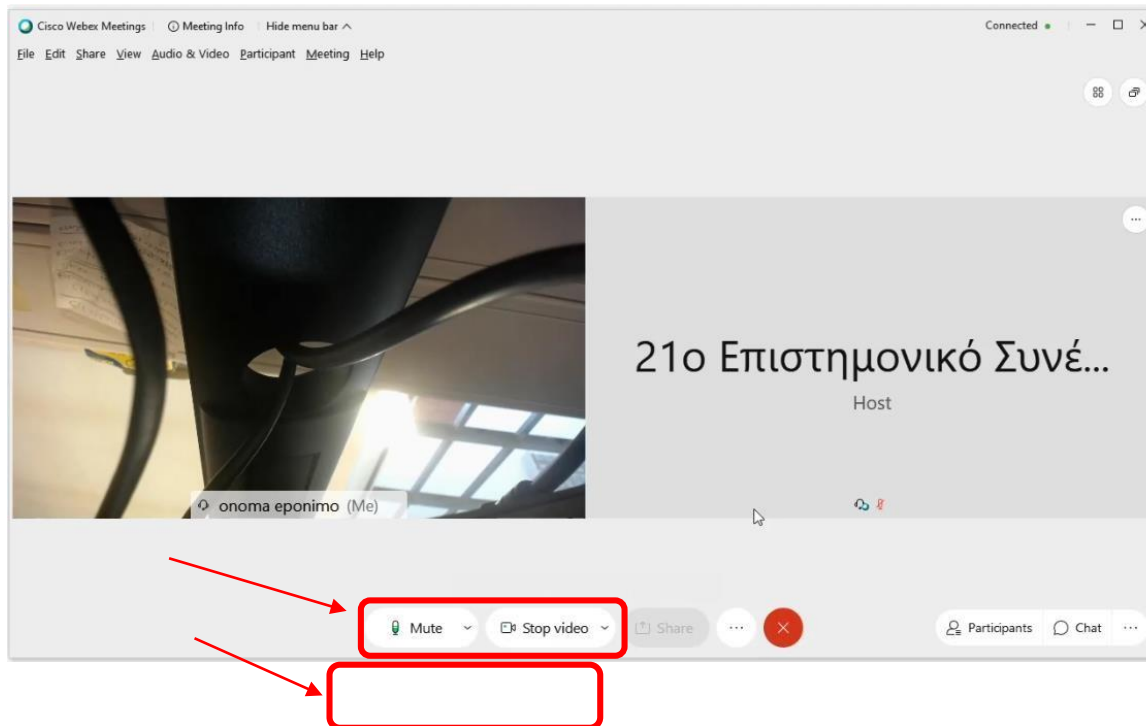 Cisco Webex Meetings Meeting Info Hide menu bar Connected
File Edit Share View Audio & Video Participant Meeting Help
21ο Επιστημονικό Συνέ...
Host
onoma eponimo (Me)
Mute Stop video Share ... Participants Chat ...